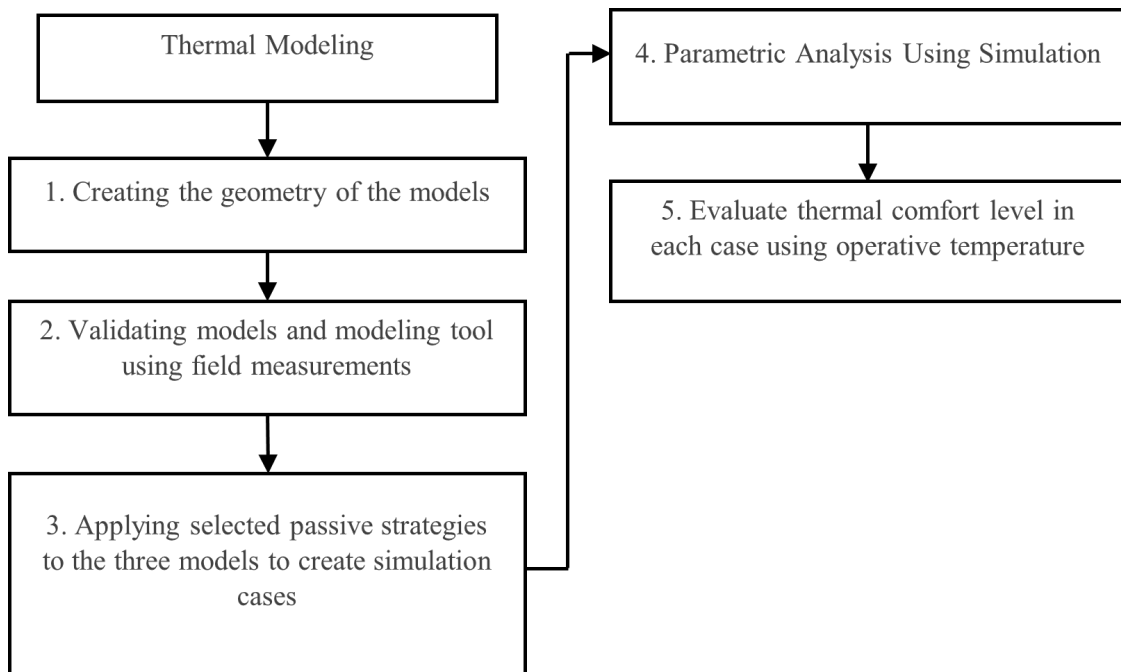 Thermal Modeling
1. Creating the geometry of the models
2. Validating models and modeling tool
using field measurements
3. Applying selected passive strategies
to the three models to create simulation
cases
4. Parametric Analysis Using Simulation
5. Evaluate thermal comfort level in
each case using operative temperature